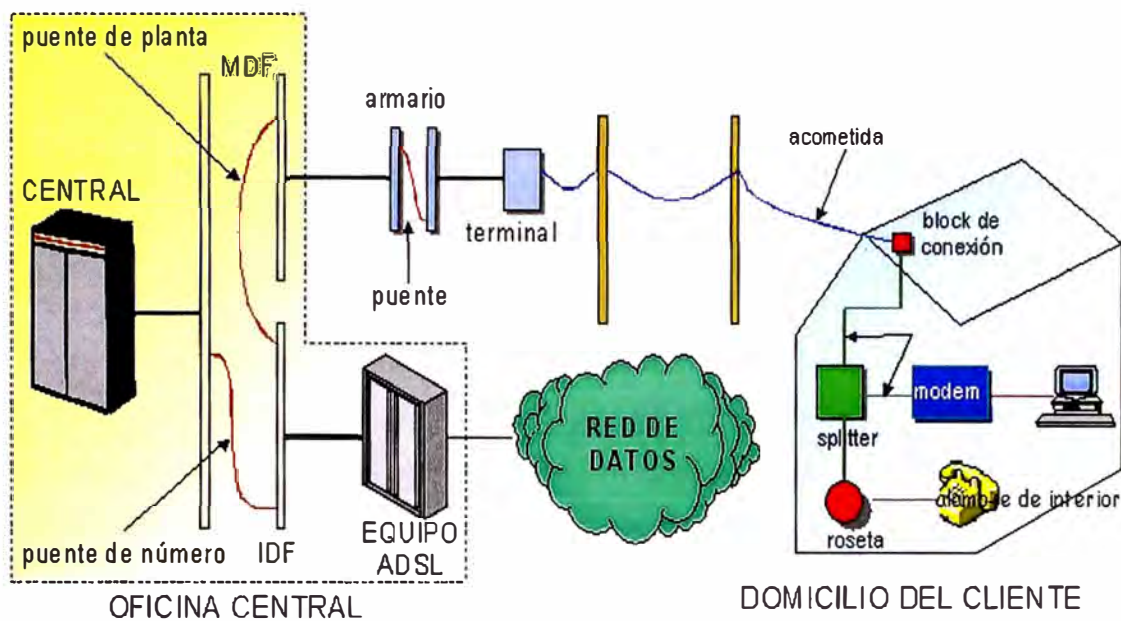 puente de planta
MDF
armario
acometida
CENTRAL
block de
conexión
terminal
puente
RED DE
DATOS
modem
splitter
alambre de interior
roseta
puente de número
IDF
EQUIPO
ADSL
OFICINA CENTRAL
DOMICILIO DEL CLIENTE